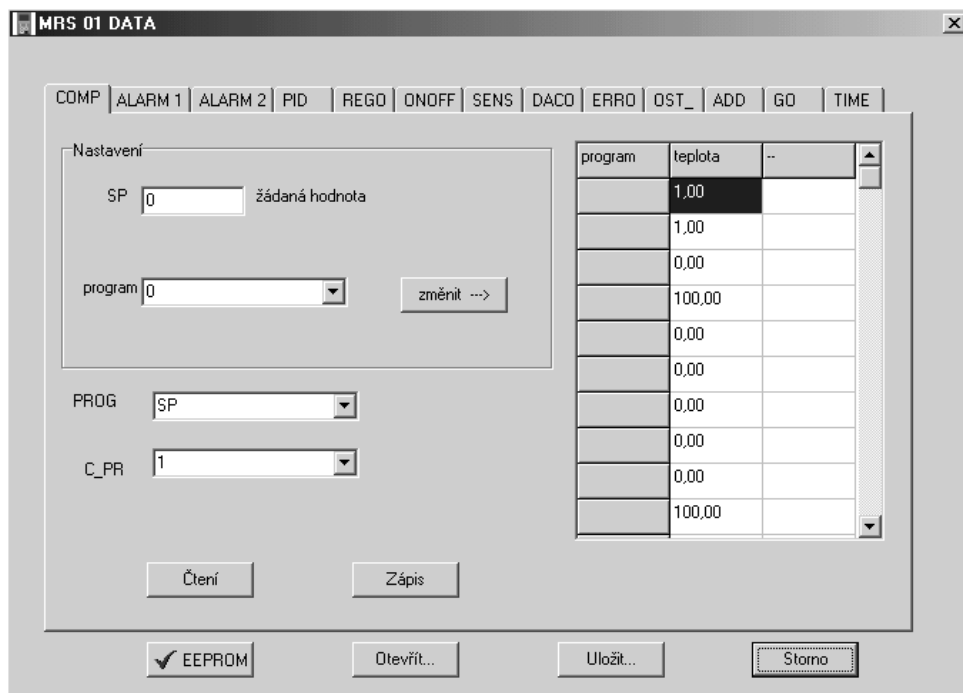 MRS 01 DATA
COMP ALARM 1 ALARM 2 PID REGO ONOFF SENS DACO ERRO OST_ ADD GO TIME
Nastavení
SP 0 žádaná hodnota
program 0 změnit --->
PROG SP
C_PR 1
program teplota --
1,00
1,00
0,00
100,00
0,00
0,00
0,00
0,00
0,00
100,00
Čtení Zápis
EEPROM Otevřít... Uložit... Storno